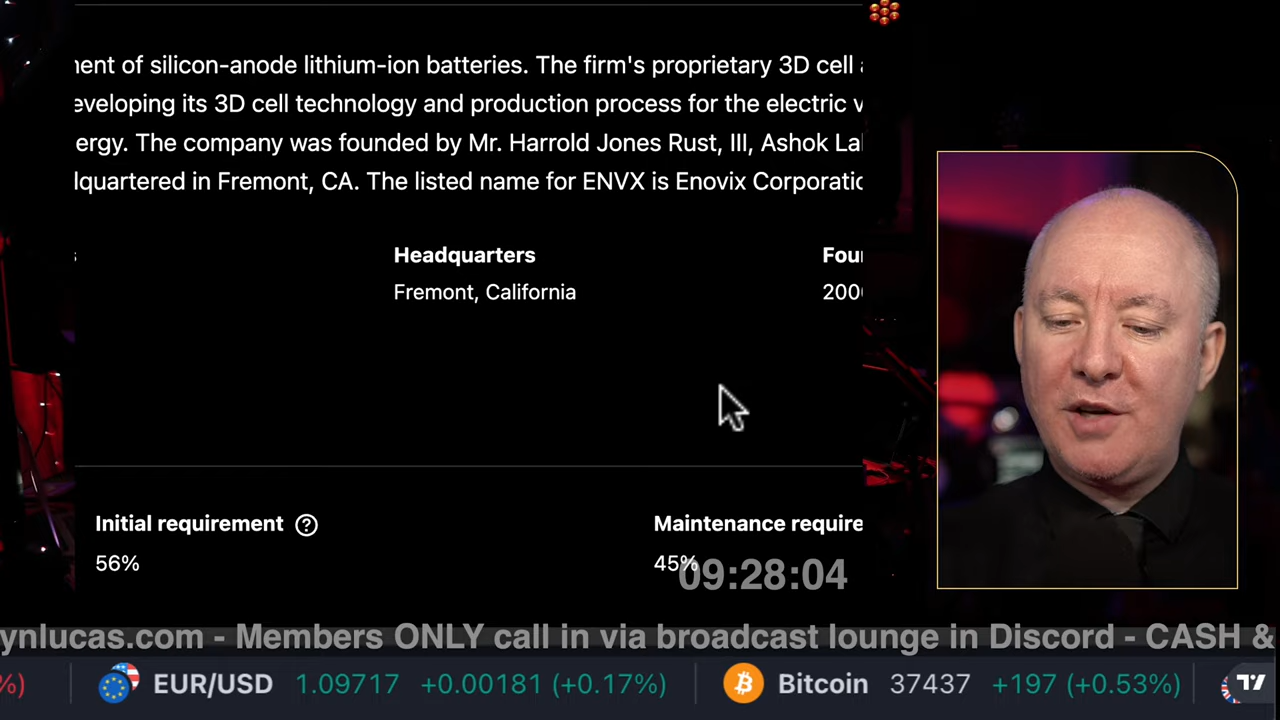 nent of silicon-anode lithium-ion batteries. The firm's proprietary 3D cell
eveloping its 3D cell technology and production process for the electric v
ergy. The company was founded by Mr. Harrold Jones Rust, III, Ashok Lal
lquartered in Fremont, CA. The listed name for ENVX is Enovix Corporatio
Headquarters
Four
Fremont, California
200
Initial requirement ?
Maintenance require
56%
45%
09:28:04
ynlucas.com - Members ONLY call in via broadcast lounge in Discord - CASH &
%) EUR/USD 1.09717 +0.00181 (+0.17%) Bitcoin 37437 +197 (+0.53%)